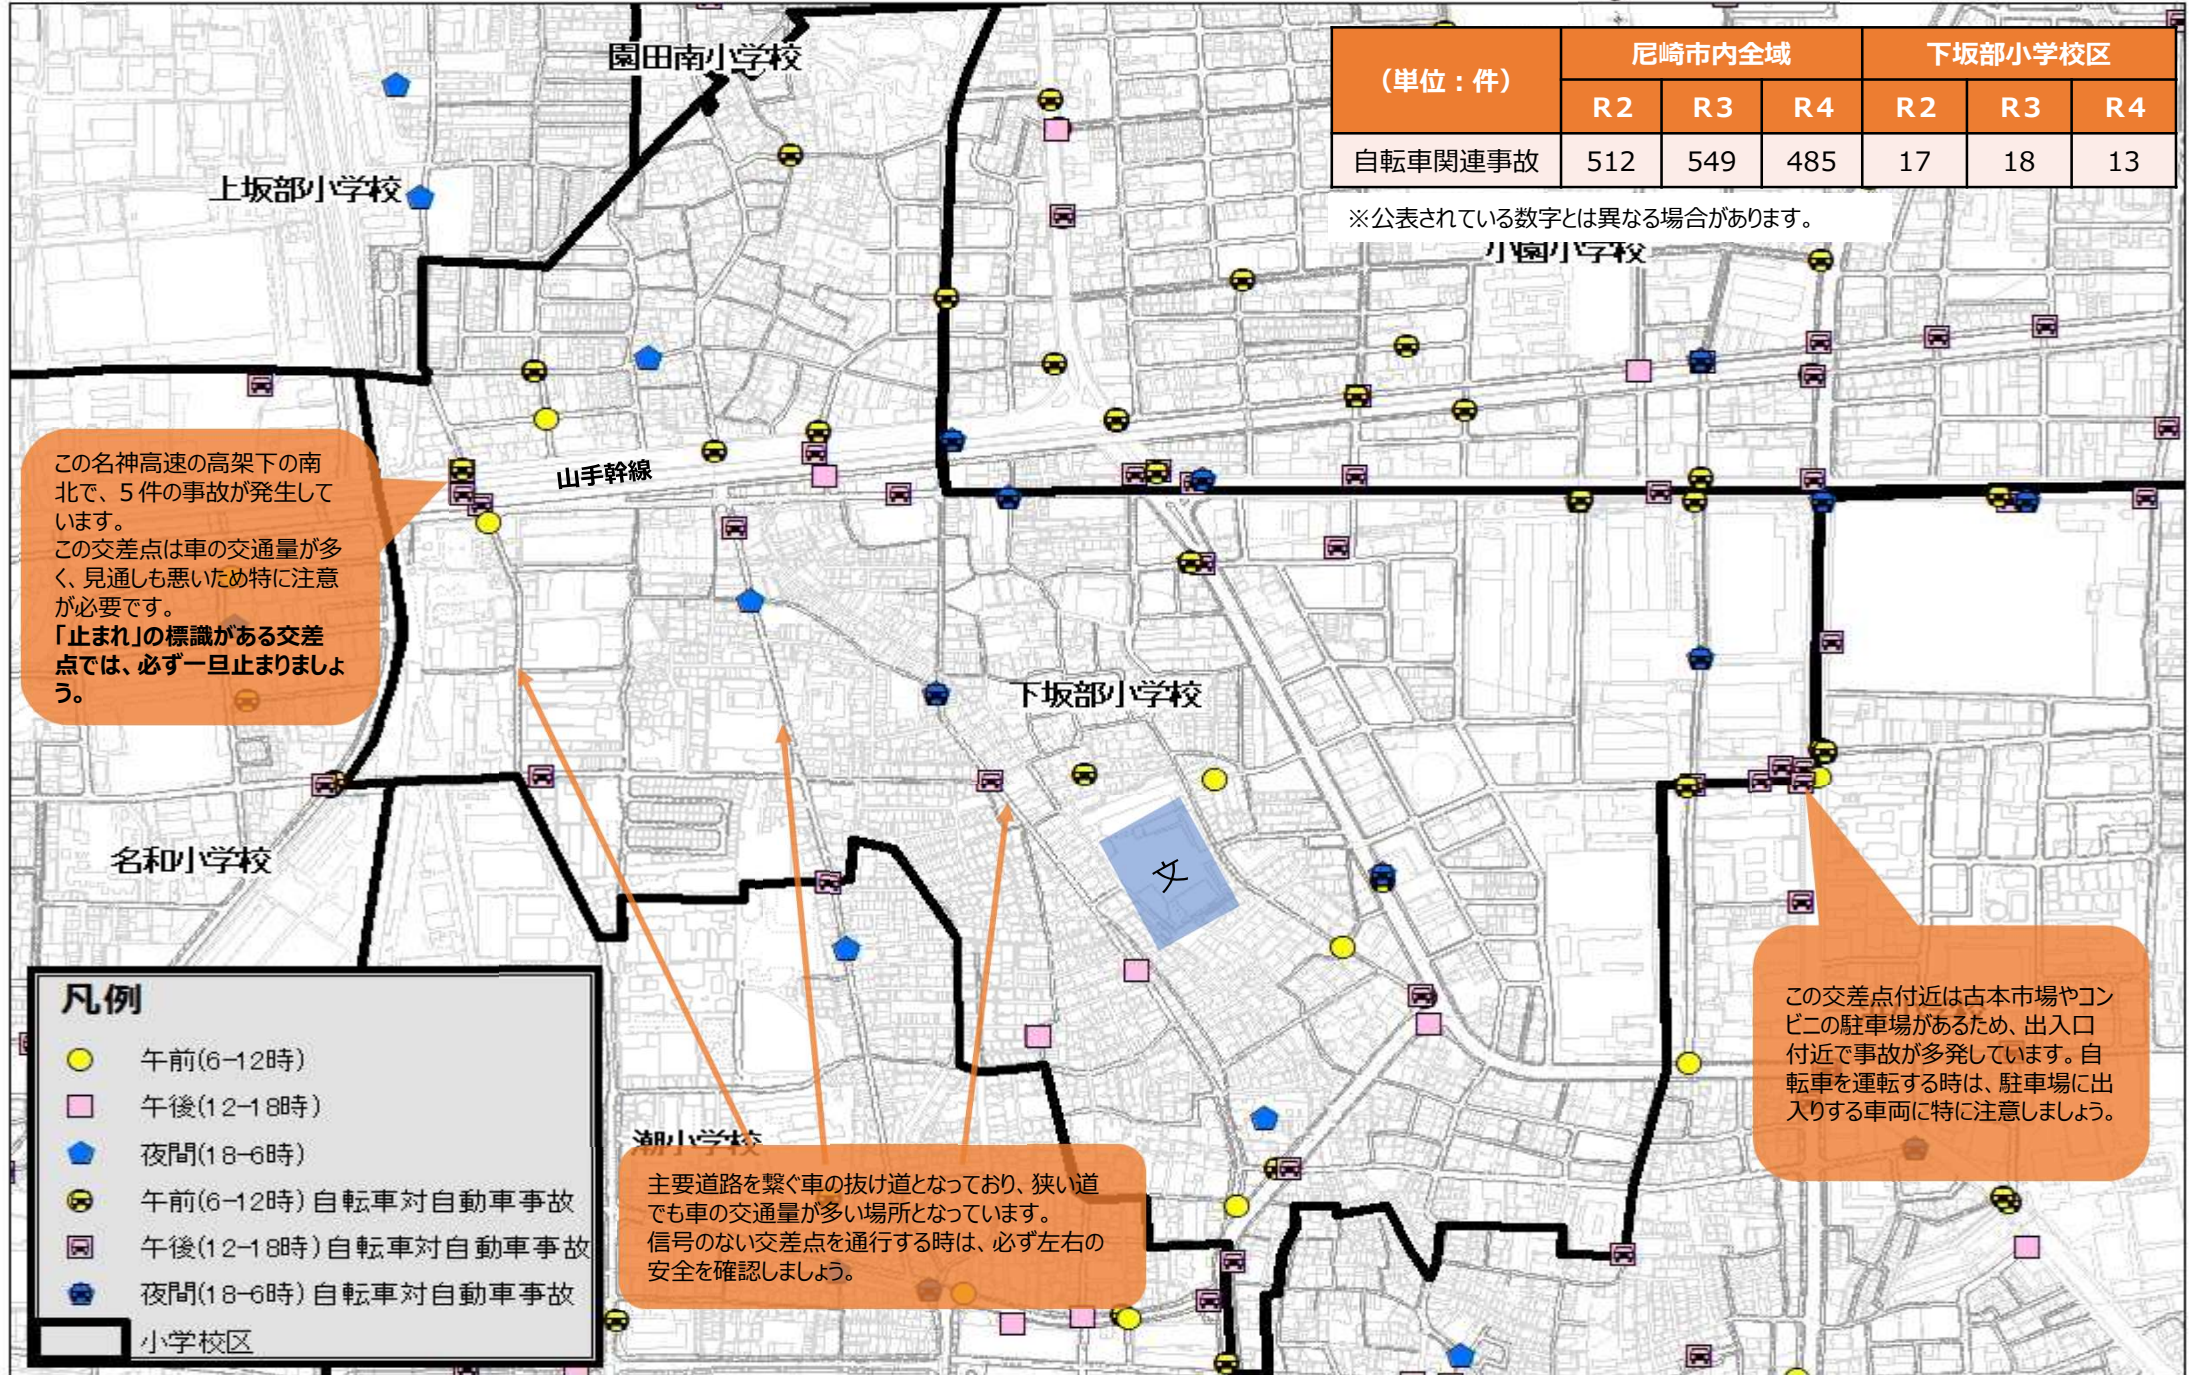 園田南小学校
上坂部小学校
(単位:件)
尼崎市内全域
下坂部小学校区
R2 R3 R4 R2 R3 R4
自転車関連事故 512 549 485 17 18 13
※公表されている数字とは異なる場合があります。
小園小学校
この名神高速の高架下の南
北で、5件の事故が発生して
います。
この交差点は車の交通量が多
く、見通しも悪いため特に注意
が必要です。
「止まれ」の標識がある交差
点では、必ず一旦止まりましょ
う。
山手幹線
下坂部小学校
文
名和小学校
凡例
午前(6-12時)
午後(12-18時)
夜間(18-6時)
午前(6-12時)自転車対自動車事故
午後(12-18時)自転車対自動車事故
夜間(18-6時)自転車対自動車事故
小学校区
潮小学校
主要道路を繋ぐ車の抜け道となっており、狭い道
でも車の交通量が多い場所となっています。
信号のない交差点を通行する時は、必ず左右の
安全を確認しましょう。
この交差点付近は古本市場やコン
ビニの駐車場があるため、出入口
付近で事故が多発しています。自
転車を運転する時は、駐車場に出
入りする車両に特に注意しましょう。